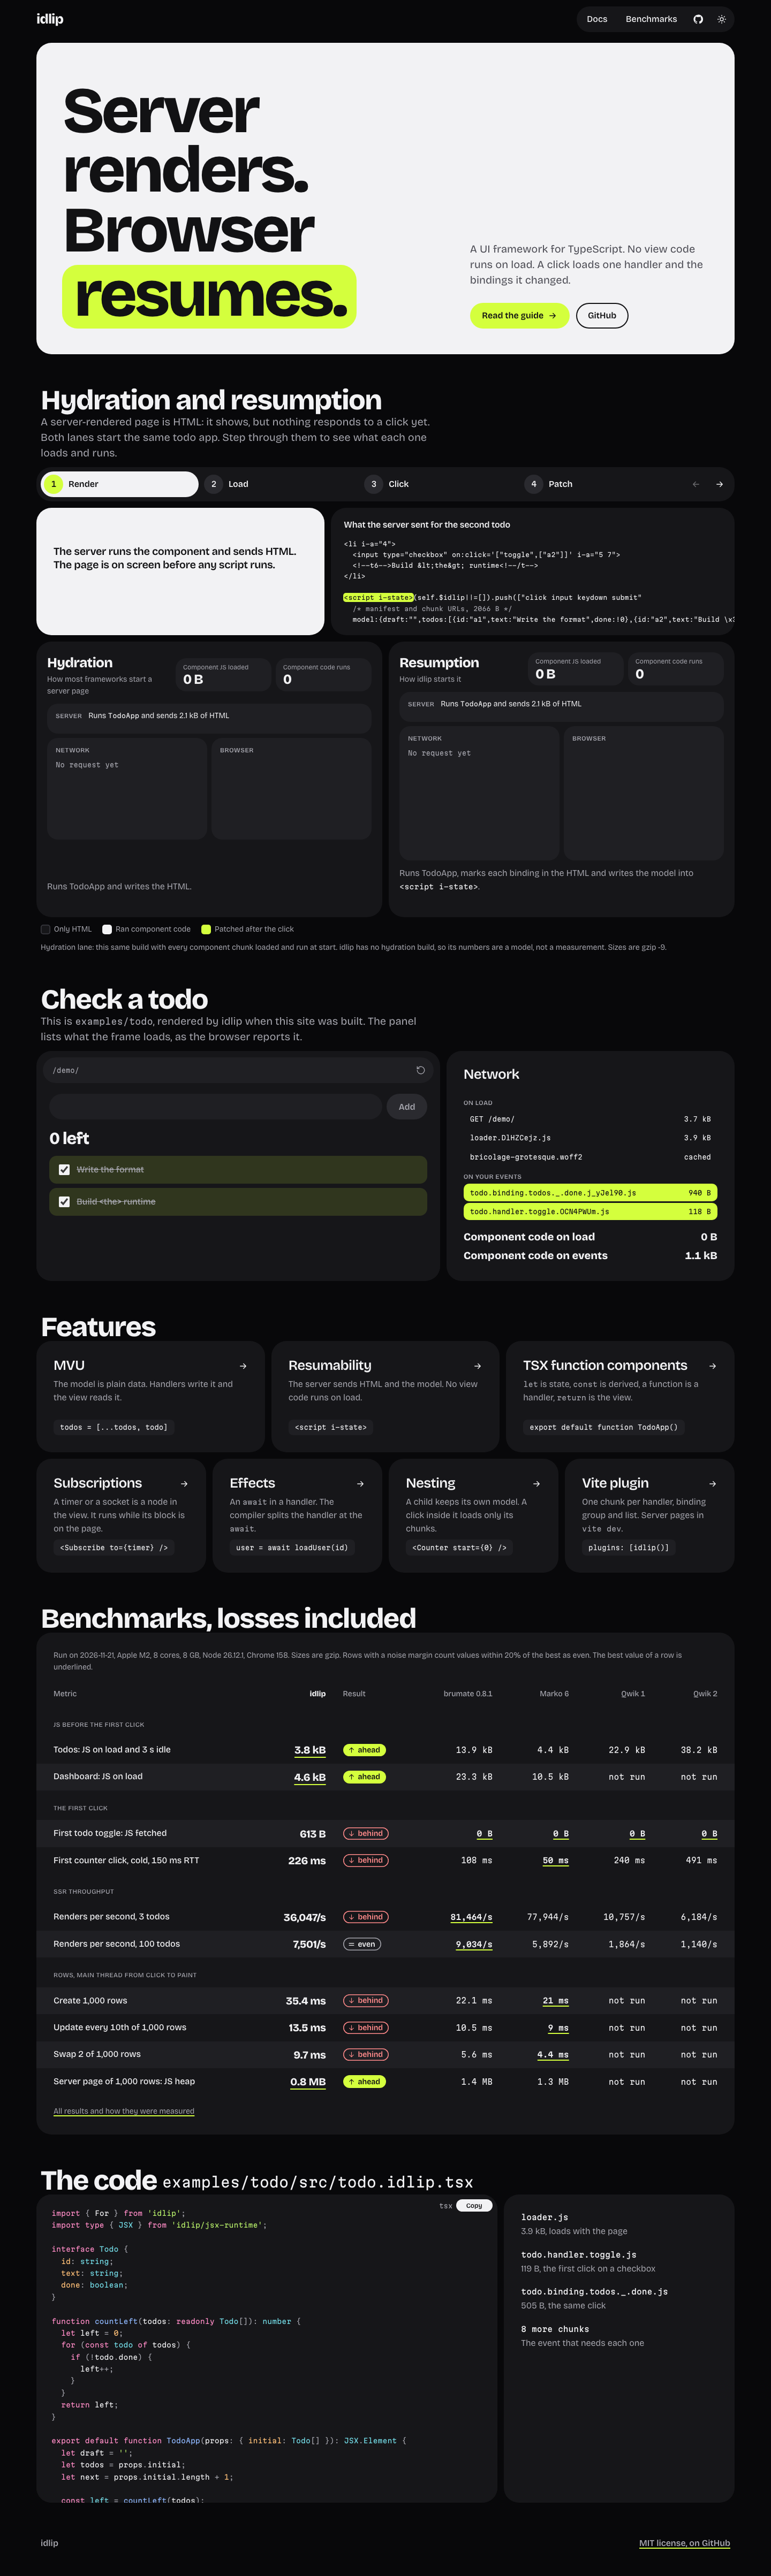 idlip
Docs Benchmarks
Server
renders.
Browser
resumes.
A UI framework for TypeScript. No view code
runs on load. A click loads one handler and the
bindings it changed.
Read the guide →
GitHub
Hydration and resumption
A server-rendered page is HTML: it shows, but nothing responds to a click yet.
Both lanes start the same todo app. Step through them to see what each one
loads and runs.
1 Render
2 Load
3 Click
4 Patch
← →
The server runs the component and sends HTML.
The page is on screen before any script runs.
What the server sent for the second todo
<li i-a="4">
<input type="checkbox" on:click='["toggle",["a2"]]' i-a="5 7">
<!--t6-->Build &lt;the&gt; runtime<!--/t-->
</li>
<script i-state>(self.$idlip||=[]).push(["click input keydown submit"
/* manifest and chunk URLs, 2066 B */
model:{draft:"",todos:[{id:"a1",text:"Write the format",done:!0},{id:"a2",text:"Build \x3
Hydration
How most frameworks start a
server page
Component JS loaded
0 B
Component code runs
0
SERVER Runs TodoApp and sends 2.1 kB of HTML
NETWORK
No request yet
BROWSER
Runs TodoApp and writes the HTML.
Resumption
How idlip starts it
Component JS loaded
0 B
Component code runs
0
SERVER Runs TodoApp and sends 2.1 kB of HTML
NETWORK
No request yet
BROWSER
Runs TodoApp, marks each binding in the HTML and writes the model into
<script i-state>.
Only HTML
Ran component code
Patched after the click
Hydration lane: this same build with every component chunk loaded and run at start. idlip has no hydration build, so its numbers are a model, not a measurement. Sizes are gzip -9.
Check a todo
This is examples/todo, rendered by idlip when this site was built. The panel
lists what the frame loads, as the browser reports it.
/demo/
Add
0 left
Write the format
Build <the> runtime
Network
ON LOAD
GET /demo/ 3.7 kB
loader.DlHZCejz.js 3.9 kB
bricolage-grotesque.woff2 cached
ON YOUR EVENTS
todo.binding.todos._.done.j_yJel90.js 940 B
todo.handler.toggle.OCN4PWUm.js 118 B
Component code on load 0 B
Component code on events 1.1 kB
Features
MVU →
The model is plain data. Handlers write it and
the view reads it.
todos = [...todos, todo]
Resumability →
The server sends HTML and the model. No view
code runs on load.
<script i-state>
TSX function components →
let is state, const is derived, a function is a
handler, return is the view.
export default function TodoApp()
Subscriptions →
A timer or a socket is a node in
the view. It runs while its block is
on the page.
<Subscribe to={timer} />
Effects →
An await in a handler. The
compiler splits the handler at the
await.
user = await loadUser(id)
Nesting →
A child keeps its own model. A
click inside it loads only its
chunks.
<Counter start={0} />
Vite plugin →
One chunk per handler, binding
group and list. Server pages in
vite dev.
plugins: [idlip()]
Benchmarks, losses included
Run on 2026-11-21, Apple M2, 8 cores, 8 GB, Node 26.12.1, Chrome 158. Sizes are gzip. Rows with a noise margin count values within 20% of the best as even. The best value of a row is
underlined.
Metric idlip Result brumate 0.8.1 Marko 6 Qwik 1 Qwik 2
JS BEFORE THE FIRST CLICK
Todos: JS on load and 3 s idle 3.8 kB ↑ ahead 13.9 kB 4.4 kB 22.9 kB 38.2 kB
Dashboard: JS on load 4.6 kB ↑ ahead 23.3 kB 10.5 kB not run not run
THE FIRST CLICK
First todo toggle: JS fetched 613 B ↓ behind 0 B 0 B 0 B 0 B
First counter click, cold, 150 ms RTT 226 ms ↓ behind 108 ms 50 ms 240 ms 491 ms
SSR THROUGHPUT
Renders per second, 3 todos 36,047/s ↓ behind 81,464/s 77,944/s 10,757/s 6,184/s
Renders per second, 100 todos 7,501/s = even 9,034/s 5,892/s 1,864/s 1,140/s
ROWS, MAIN THREAD FROM CLICK TO PAINT
Create 1,000 rows 35.4 ms ↓ behind 22.1 ms 21 ms not run not run
Update every 10th of 1,000 rows 13.5 ms ↓ behind 10.5 ms 9 ms not run not run
Swap 2 of 1,000 rows 9.7 ms ↓ behind 5.6 ms 4.4 ms not run not run
Server page of 1,000 rows: JS heap 0.8 MB ↑ ahead 1.4 MB 1.3 MB not run not run
All results and how they were measured
The code examples/todo/src/todo.idlip.tsx
tsx Copy
import { For } from 'idlip';
import type { JSX } from 'idlip/jsx-runtime';
interface Todo {
id: string;
text: string;
done: boolean;
}
function countLeft(todos: readonly Todo[]): number {
let left = 0;
for (const todo of todos) {
if (!todo.done) {
left++;
}
}
return left;
}
export default function TodoApp(props: { initial: Todo[] }): JSX.Element {
let draft = '';
let todos = props.initial;
let next = props.initial.length + 1;
const left = countLeft(todos);
loader.js
3.9 kB, loads with the page
todo.handler.toggle.js
119 B, the first click on a checkbox
todo.binding.todos._.done.js
505 B, the same click
8 more chunks
The event that needs each one
idlip
MIT license, on GitHub